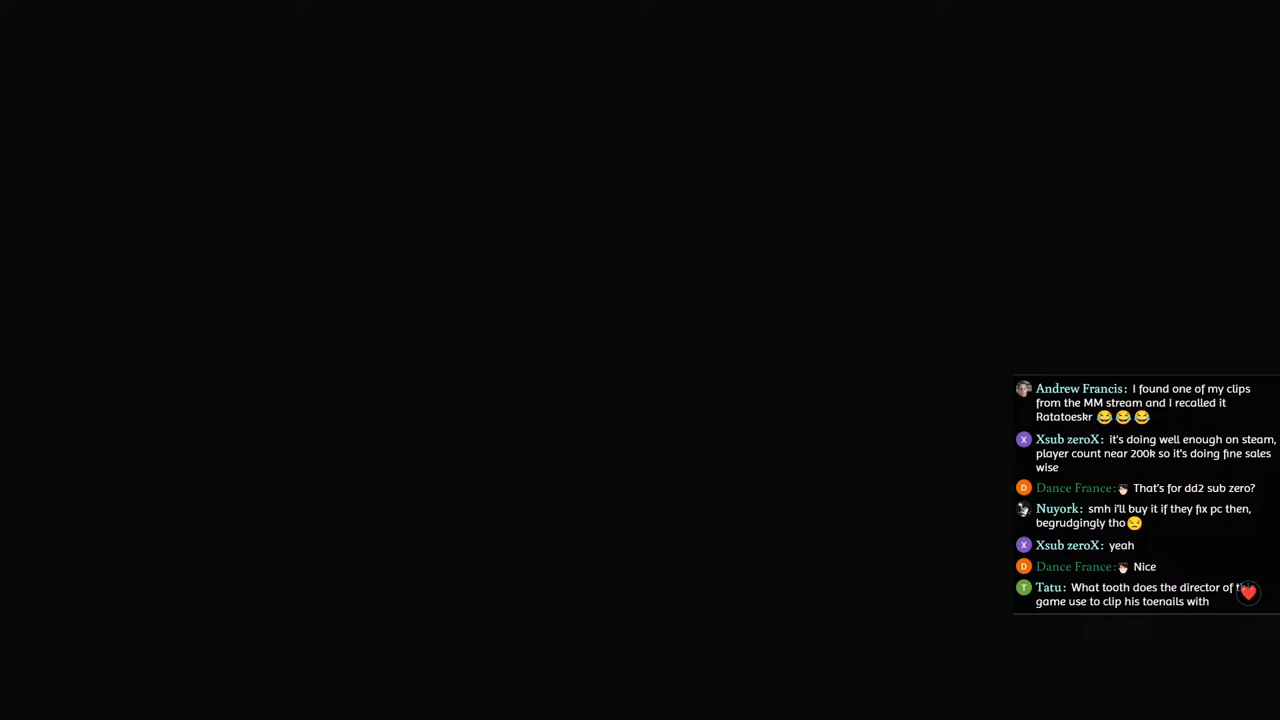 Andrew Francis: I found one of my clips
from the MM stream and I recalled it
Ratatoeskr 😂 😂 😂
X Xsub zeroX: it's doing well enough on steam,
player count near 200k so it's doing fine sales
wise
D Dance France: That's for dd2 sub zero?
Nuyork: smh i'll buy it if they fix pc then,
begrudgingly tho😒
X Xsub zeroX: yeah
D Dance France: Nice
T Tatu: What tooth does the director of
game use to clip his toenails with